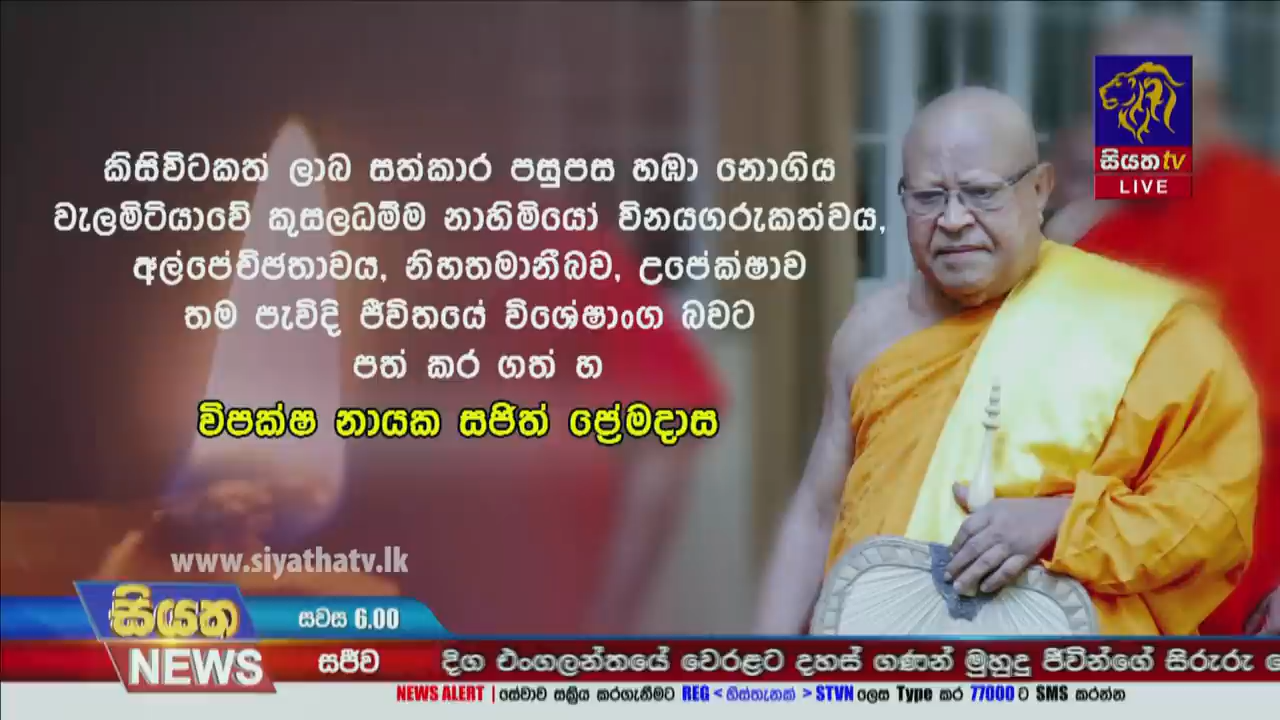 කිසිවිටකත් ලාබ සත්කාර පසුපස හඹා නොගිය
වැලමිටියාවේ කුසලධම්ම නාහිමියෝ විනයගරුකත්වය,
අල්පේච්ඡතාවය, නිහතමානීබව, උපේක්ෂාව
තම පැවිදි ජීවිතයේ විශේෂාංග බවට
පත් කර ගත් හ
විපක්ෂ නායක සජිත් ප්‍රේමදාස
සියත tv
LIVE
www.siyathatv.lk
සියත
NEWS
සවස 6.00
සජීව
දිග එංගලන්තයේ වෙරළට දහස් ගණන් මුහුදු ජීවීන්ගේ සිරුරු
NEWS ALERT | සේවාව සක්‍රීය කරගැනීමට REG < හිස්තැනක් > STVN ලෙස Type කර 77000 ට SMS කරන්න